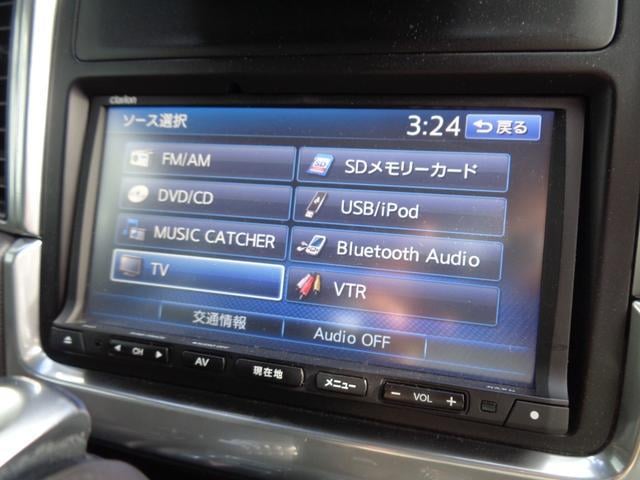 clarion
ソース選択 3:24 戻る
FM/AM SDメモリーカード
DVD/CD USB/iPod
MUSIC CATCHER Bluetooth Audio
TV VTR
交通情報 Audio OFF
CH AV 現在地 メニュー − VOL +